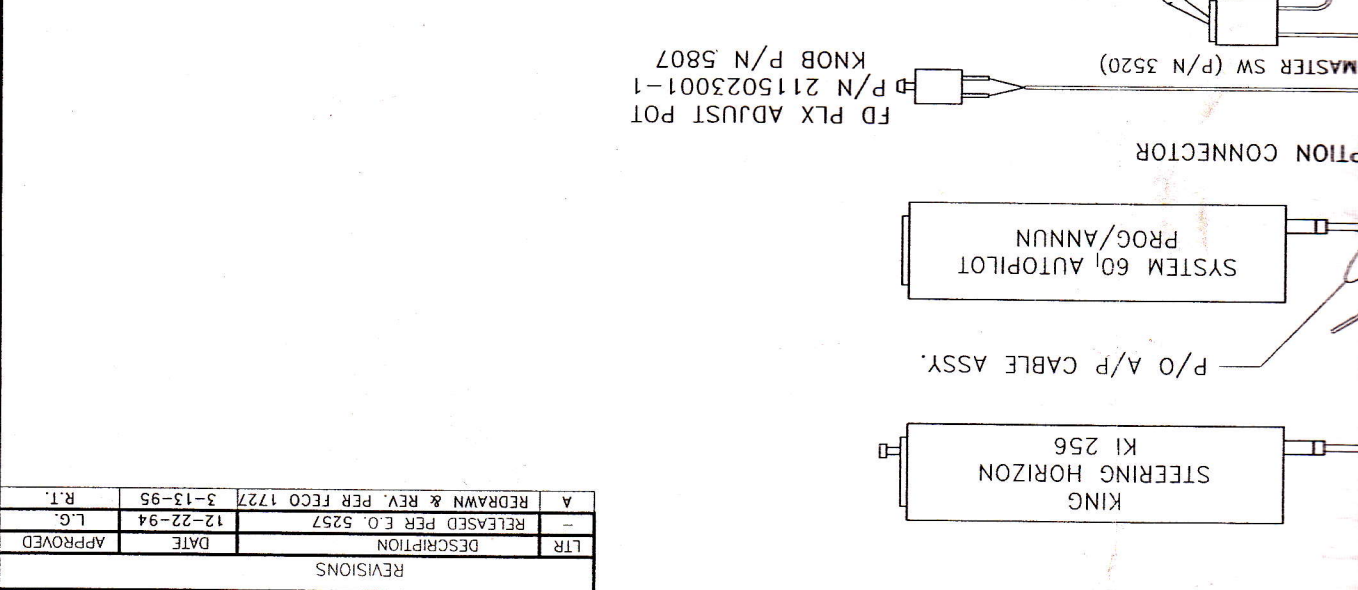 REVISIONS
LTR DESCRIPTION DATE APPROVED
– RELEASED PER E.O. 5257 12-22-94 L.G.
A REDRAWN & REV. PER FECO 1727 3-13-95 R.T.
KING
STEERING HORIZON
KI 256
P/O A/P CABLE ASSY.
SYSTEM 60, AUTOPILOT
PROG/ANNUN
PTION CONNECTOR
FD PLX ADJUST POT
P/N 2115023001-1
KNOB P/N 5807
MASTER SW (P/N 3520)